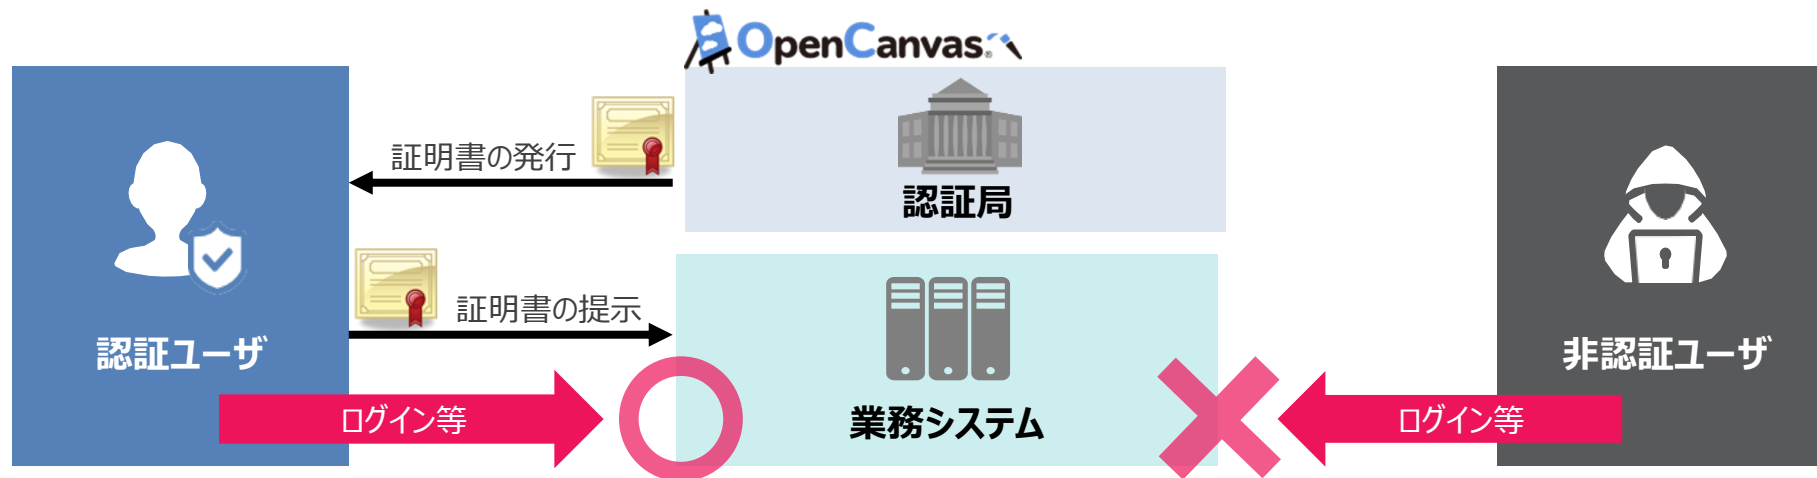 OpenCanvas®
証明書の発行
認証局
証明書の提示
認証ユーザ
非認証ユーザ
ログイン等
業務システム
ログイン等